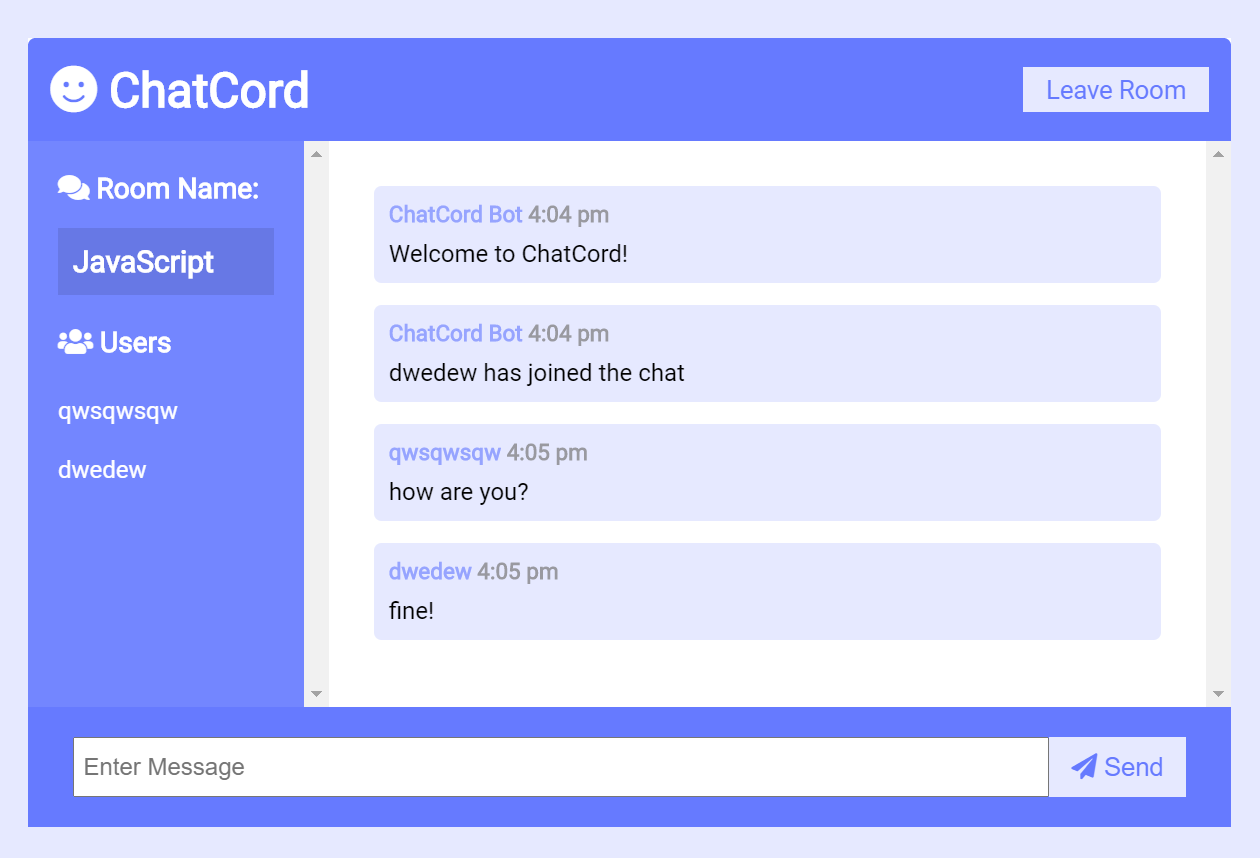 ChatCord
Leave Room
Room Name:
JavaScript
Users
qwsqwsqw
dwedew
ChatCord Bot 4:04 pm
Welcome to ChatCord!
ChatCord Bot 4:04 pm
dwedew has joined the chat
qwsqwsqw 4:05 pm
how are you?
dwedew 4:05 pm
fine!
Enter Message
Send